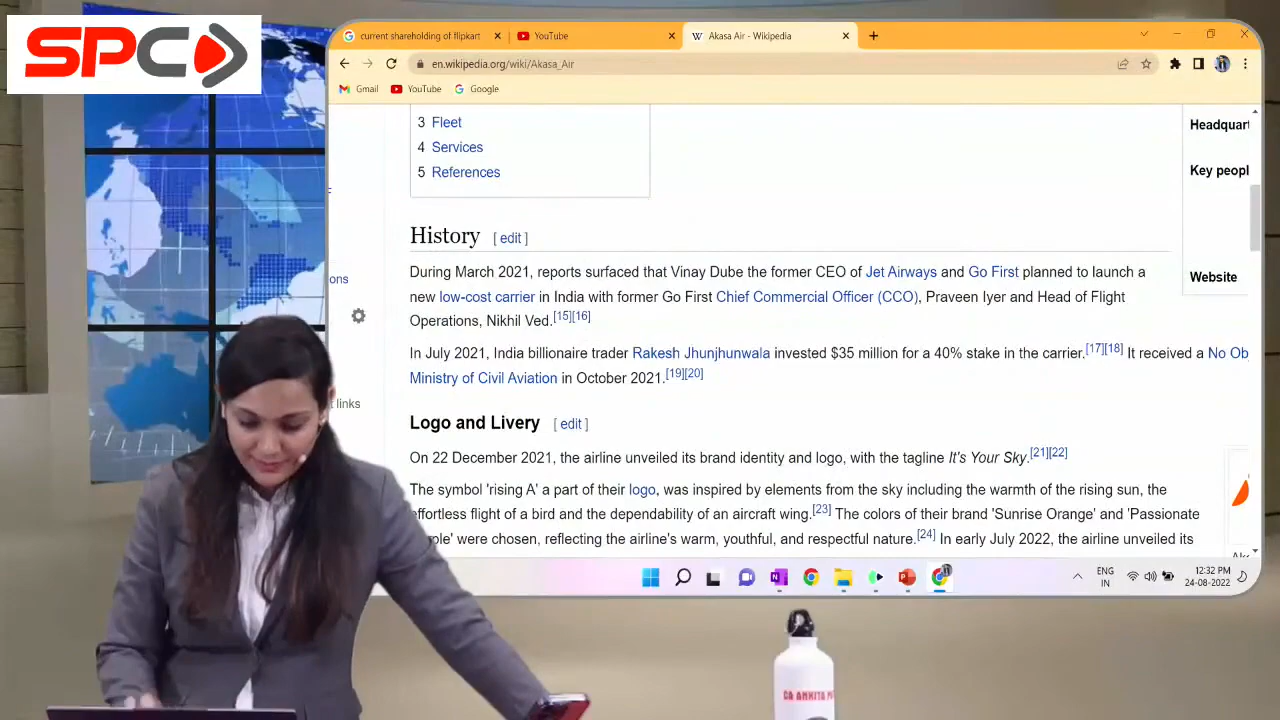 SPC
current shareholding of flipkart
YouTube
Akasa Air - Wikipedia
en.wikipedia.org/wiki/Akasa_Air
Gmail
YouTube
Google
3 Fleet
4 Services
5 References
Headquart
Key peopl
Website
ons
t links
History [ edit ]
During March 2021, reports surfaced that Vinay Dube the former CEO of Jet Airways and Go First planned to launch a
new low-cost carrier in India with former Go First Chief Commercial Officer (CCO), Praveen Iyer and Head of Flight
Operations, Nikhil Ved.[15][16]
In July 2021, India billionaire trader Rakesh Jhunjhunwala invested $35 million for a 40% stake in the carrier.[17][18] It received a No Ob
Ministry of Civil Aviation in October 2021.[19][20]
Logo and Livery [ edit ]
On 22 December 2021, the airline unveiled its brand identity and logo, with the tagline It's Your Sky.[21][22]
The symbol 'rising A' a part of their logo, was inspired by elements from the sky including the warmth of the rising sun, the
effortless flight of a bird and the dependability of an aircraft wing.[23] The colors of their brand 'Sunrise Orange' and 'Passionate
ple' were chosen, reflecting the airline's warm, youthful, and respectful nature.[24] In early July 2022, the airline unveiled its
ENG
IN
12:32 PM
24-08-2022
CA ANKITA